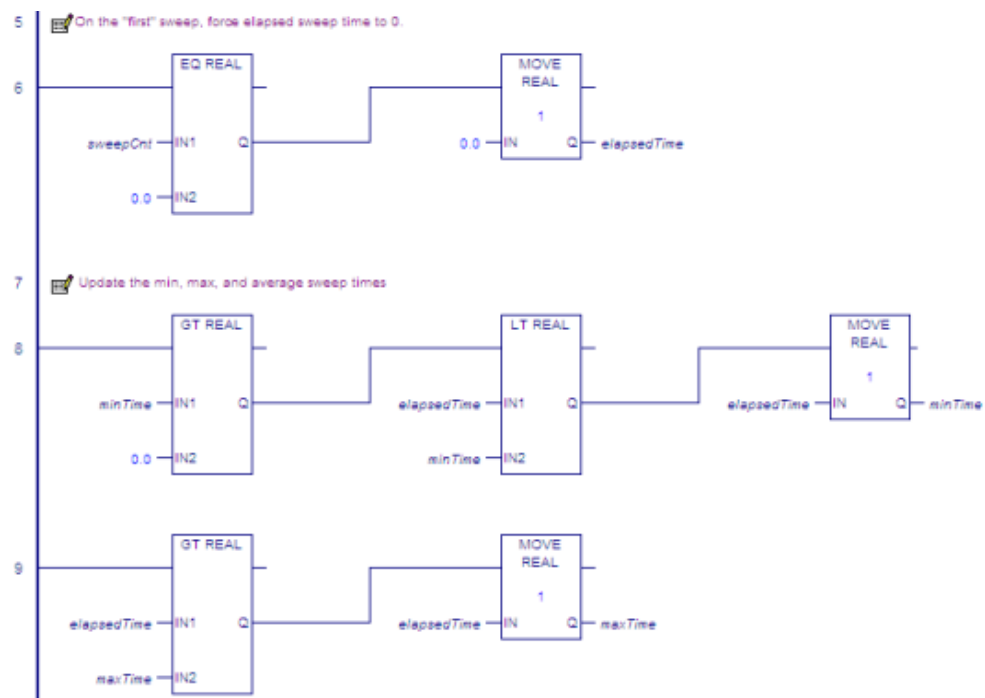 5 On the "first" sweep, force elapsed sweep time to 0.
EQ REAL
MOVE
REAL
6
1
sweepCnt IN1 Q
0.0 IN Q elapsedTime
0.0 IN2
7 Update the min, max, and average sweep times
GT REAL
LT REAL
MOVE
REAL
8
1
minTime IN1 Q
elapsedTime IN1 Q
elapsedTime IN Q minTime
0.0 IN2
minTime IN2
GT REAL
MOVE
REAL
9
1
elapsedTime IN1 Q
elapsedTime IN Q maxTime
maxTime IN2